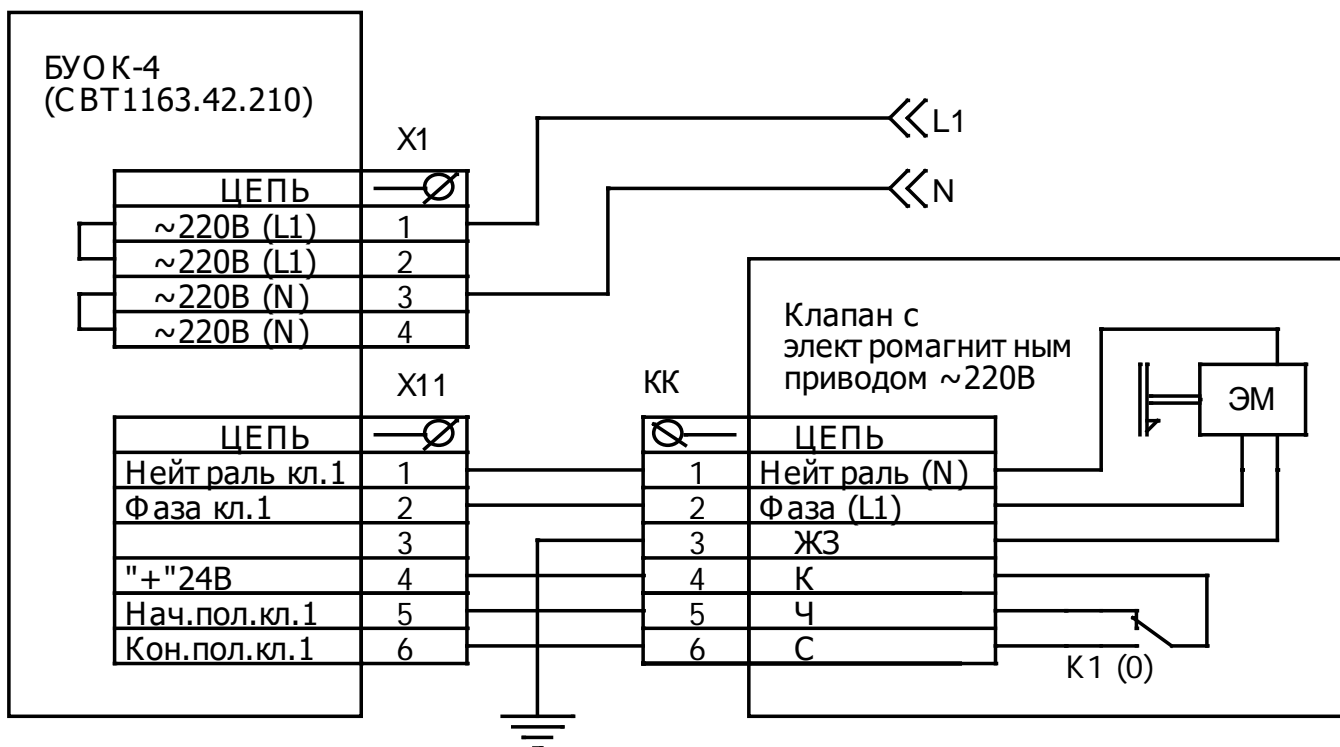 БУОК-4
(СВТ1163.42.210)
X1
L1
N
ЦЕПЬ
~220В (L1) 1
~220В (L1) 2
~220В (N) 3
~220В (N) 4
Клапан с
электромагнитным
приводом ~220В
ЭМ
X11
КК
ЦЕПЬ
Нейтраль кл.1 1
Фаза кл.1 2
3
"+"24В 4
Нач.пол.кл.1 5
Кон.пол.кл.1 6
ЦЕПЬ
1 Нейтраль (N)
2 Фаза (L1)
3 ЖЗ
4 К
5 Ч
6 С
К1 (0)